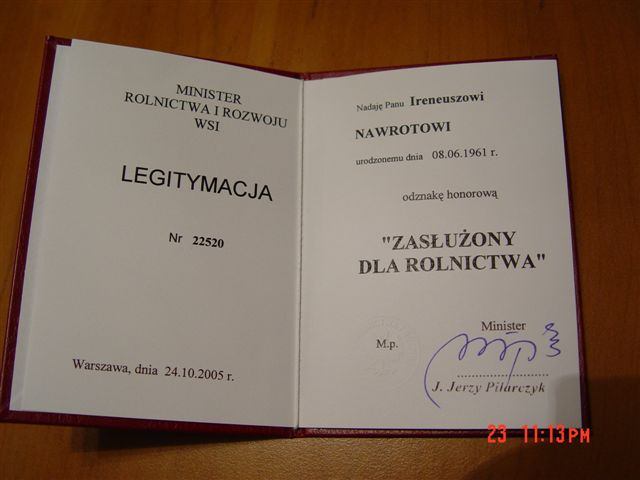 MINISTER
ROLNICTWA I ROZWOJU
WSI
LEGITYMACJA
Nr 22520
Warszawa, dnia 24.10.2005 r.
Nadaję Panu Ireneuszowi
NAWROTOWI
urodzonemu dnia 08.06.1961 r.
odznakę honorową
"ZASŁUŻONY
DLA ROLNICTWA"
Minister
M.p.
J. Jerzy Pilarczyk
23 11:13PM